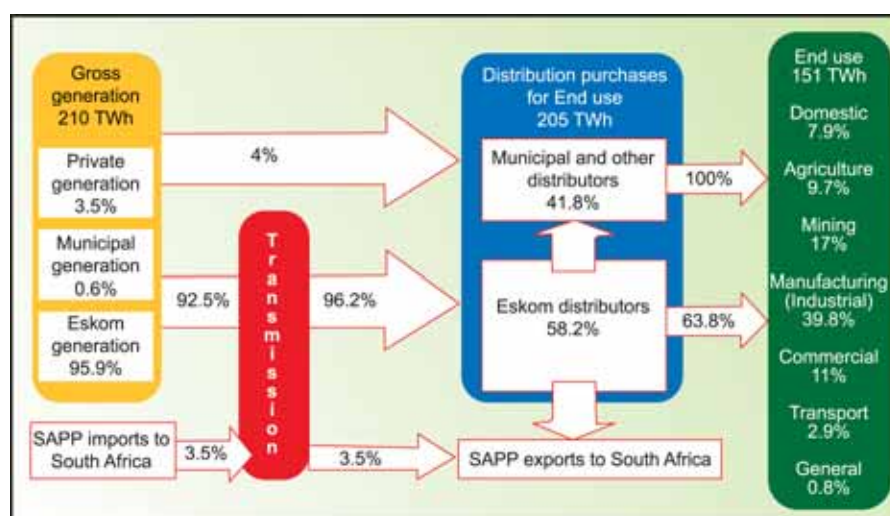 Gross
generation
210 TWh
Private
generation
3.5%
Municipal
generation
0.6%
Eskom
generation
95.9%
SAPP imports to
South Africa
4%
92.5%
3.5%
Transmission
96.2%
3.5%
Distribution purchases
for End use
205 TWh
Municipal and other
distributors
41.8%
Eskom distributors
58.2%
SAPP exports to South Africa
100%
63.8%
End use
151 TWh
Domestic
7.9%
Agriculture
9.7%
Mining
17%
Manufacturing
(Industrial)
39.8%
Commercial
11%
Transport
2.9%
General
0.8%